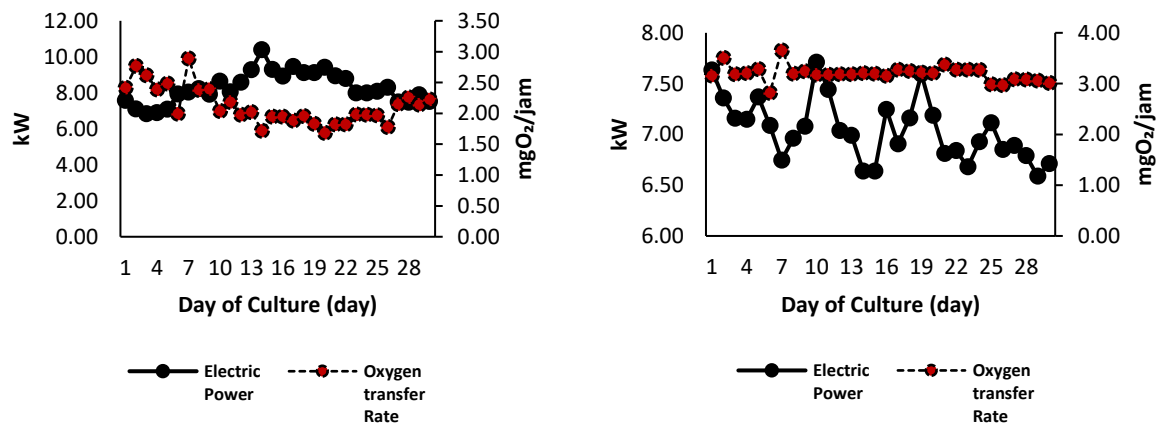 12.00
10.00
8.00
6.00
4.00
2.00
0.00
kW
3.50
3.00
2.50
2.00
1.50
1.00
0.50
0.00
mgO₂/jam
1 4 7 10 13 16 19 22 25 28
Day of Culture (day)
Electric
Power
Oxygen
transfer
Rate
8.00
7.50
7.00
6.50
6.00
kW
4.00
3.00
2.00
1.00
0.00
mgO₂/jam
1 4 7 10 13 16 19 22 25 28
Day of Culture (day)
Electric
Power
Oxygen
transfer
Rate